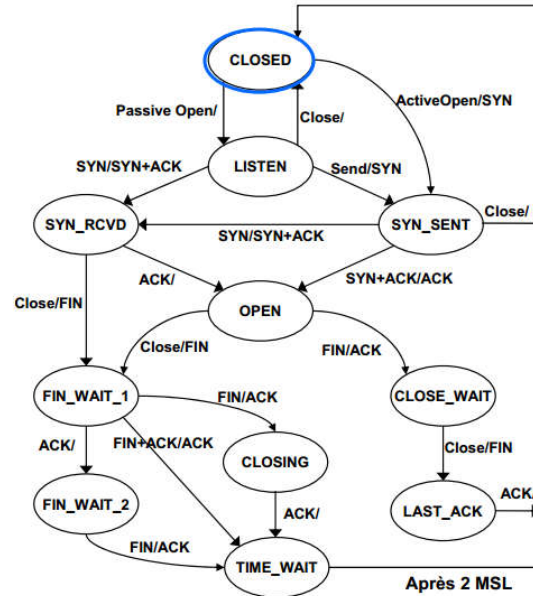 CLOSED
ActiveOpen/SYN
Passive Open/
Close/
LISTEN
SYN/SYN+ACK
Send/SYN
SYN_RCVD
SYN_SENT
Close/
SYN/SYN+ACK
ACK/
SYN+ACK/ACK
OPEN
Close/FIN
Close/FIN
FIN/ACK
FIN_WAIT_1
FIN/ACK
CLOSE_WAIT
ACK/
FIN+ACK/ACK
CLOSING
Close/FIN
FIN_WAIT_2
ACK/
LAST_ACK
ACK/
FIN/ACK
TIME_WAIT
Après 2 MSL